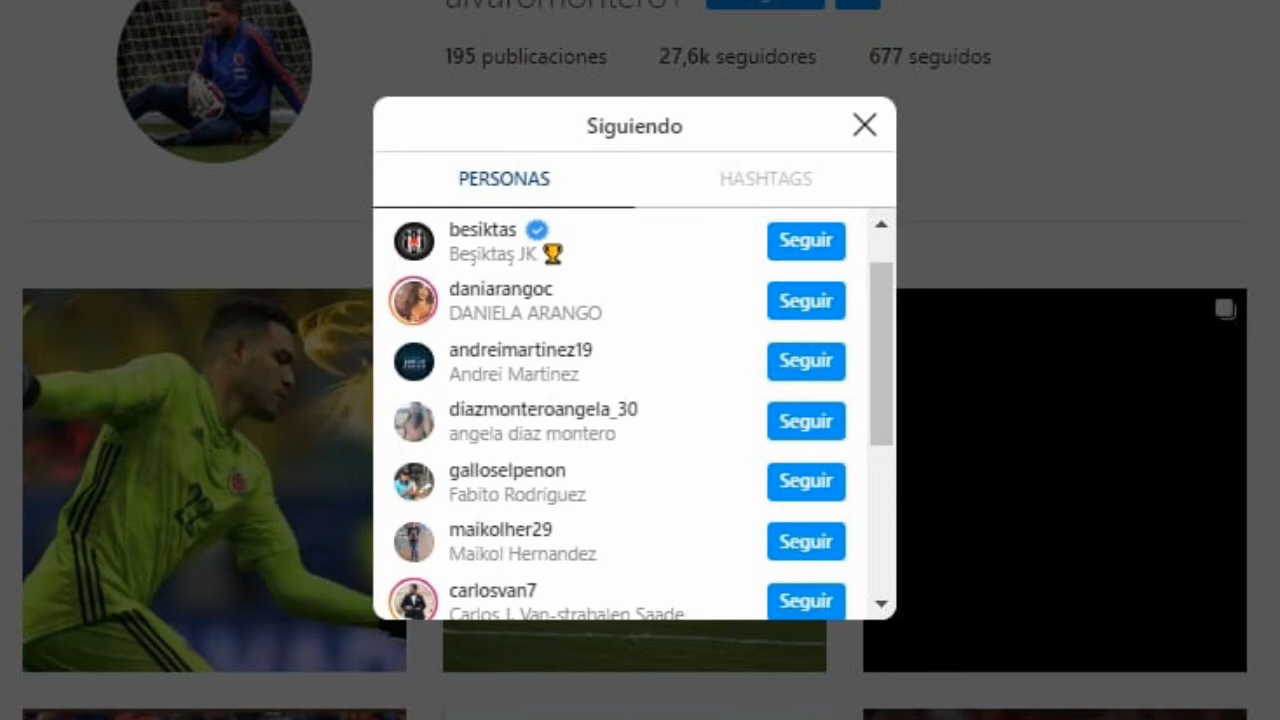 alvaromontero1
195 publicaciones 27,6k seguidores 677 seguidos
Siguiendo
PERSONAS HASHTAGS
besiktas Seguir
Beşiktaş JK 🏆
daniarangoc Seguir
DANIELA ARANGO
andreimartinez19 Seguir
Andrei Martinez
diazmonteroangela_30 Seguir
angela diaz montero
galloselpenon Seguir
Fabito Rodriguez
maikolher29 Seguir
Maikol Hernandez
carlosvan7 Seguir
Carlos J. Van-strahalen Saade